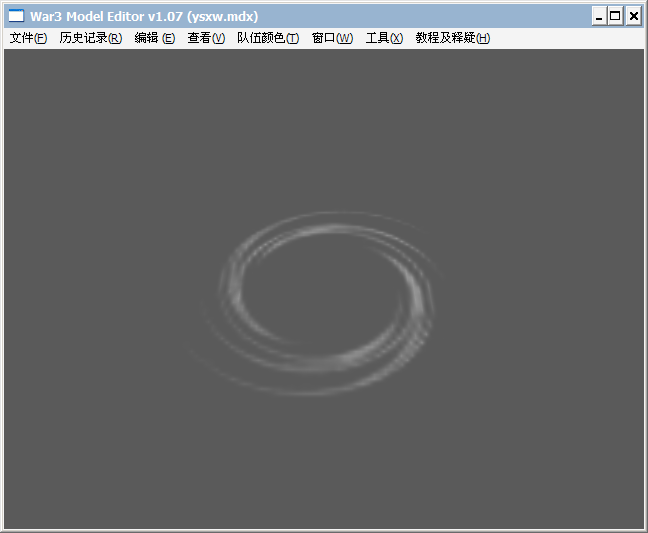 War3 Model Editor v1.07 (ysxw.mdx)
文件(F) 历史记录(R) 编辑 (E) 查看(V) 队伍颜色(T) 窗口(W) 工具(X) 教程及释疑(H)